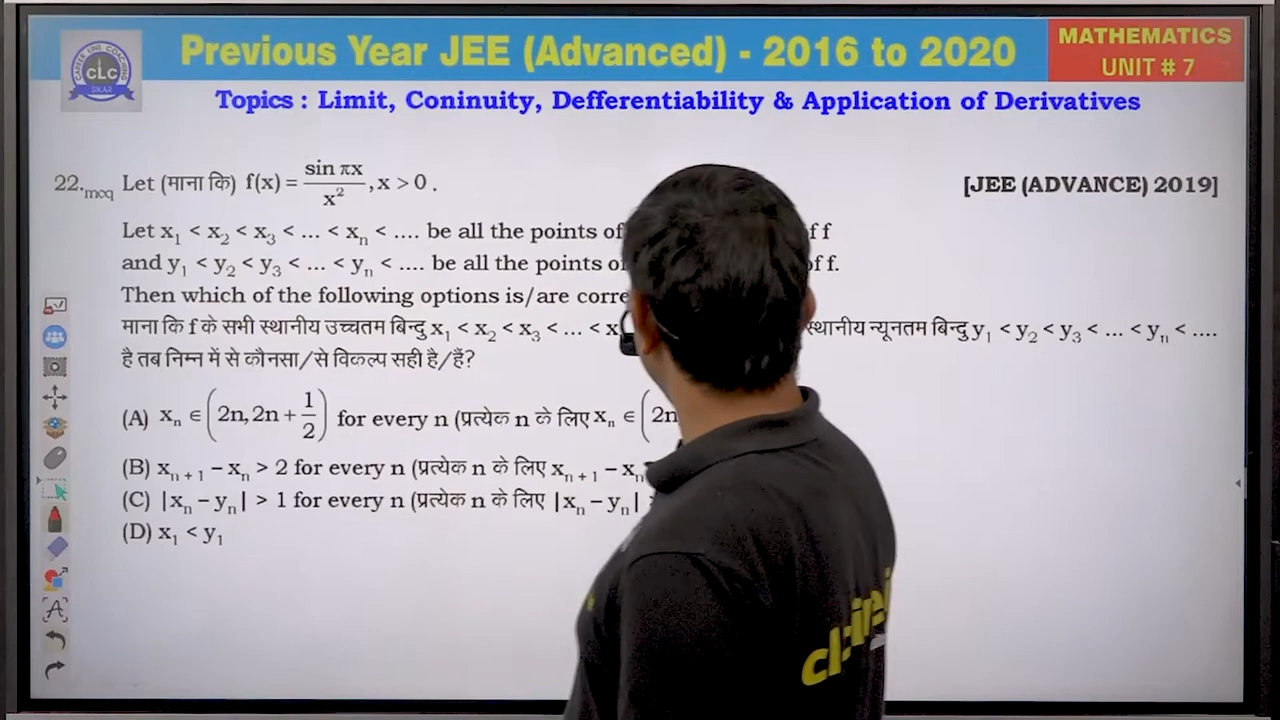 Previous Year JEE (Advanced) - 2016 to 2020
MATHEMATICS
UNIT # 7
CLC
SIKAR
Topics : Limit, Coninuity, Defferentiability & Application of Derivatives
22.mcq Let (माना कि) f(x) = sin πx / x², x > 0 .
[JEE (ADVANCE) 2019]
Let x₁ < x₂ < x₃ < ... < xₙ < .... be all the points of f
and y₁ < y₂ < y₃ < ... < yₙ < .... be all the points of f.
Then which of the following options is/are
माना कि f के सभी स्थानीय उच्चतम बिन्दु x₁ < x₂ < x₃ < ... < x स्थानीय न्यूनतम बिन्दु y₁ < y₂ < y₃ < ... < yₙ < ....
है तब निम्न में से कौनसा/से विकल्प सही है/हैं?
(A) xₙ ∈ (2n, 2n + 1/2) for every n (प्रत्येक n के लिए xₙ ∈ (2n
(B) xₙ₊₁ – xₙ > 2 for every n (प्रत्येक n के लिए xₙ₊₁ – xₙ
(C) |xₙ – yₙ| > 1 for every n (प्रत्येक n के लिए |xₙ – yₙ|
(D) x₁ < y₁